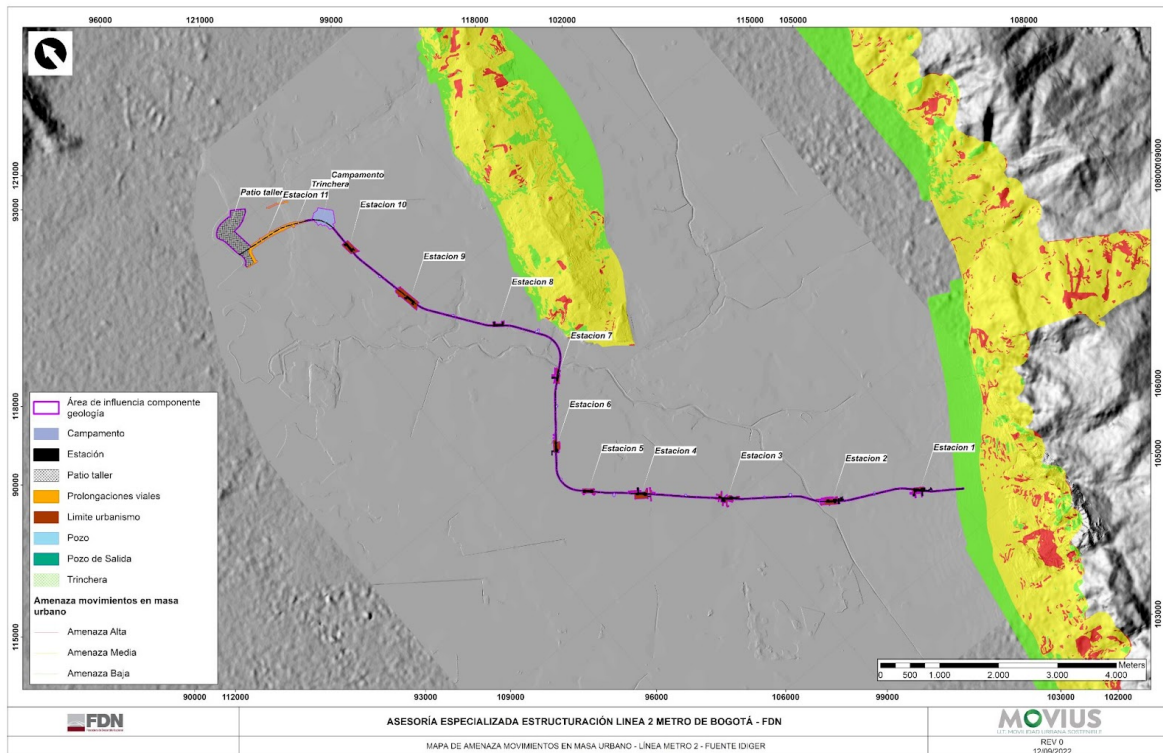 96000
121000
99000
118000
102000
115000
105000
108000
121000
93000
118000
90000
115000
109000
108000
106000
105000
103000
Campamento
Trinchera
Patio taller
Estacion 11
Estacion 10
Estacion 9
Estacion 8
Estacion 7
Estacion 6
Estacion 5
Estacion 4
Estacion 3
Estacion 2
Estacion 1
Área de influencia componente
geología
Campamento
Estación
Patio taller
Prolongaciones viales
Limite urbanismo
Pozo
Pozo de Salida
Trinchera
Amenaza movimientos en masa
urbano
Amenaza Alta
Amenaza Media
Amenaza Baja
Meters
0 500 1.000 2.000 3.000 4.000
90000
112000
93000
109000
96000
106000
99000
103000
102000
FDN
ASESORÍA ESPECIALIZADA ESTRUCTURACIÓN LINEA 2 METRO DE BOGOTÁ - FDN
MAPA DE AMENAZA MOVIMIENTOS EN MASA URBANO - LÍNEA METRO 2 - FUENTE IDIGER
MOVIUS
U.T. MOVILIDAD URBANA SOSTENIBLE
REV 0
12/09/2022